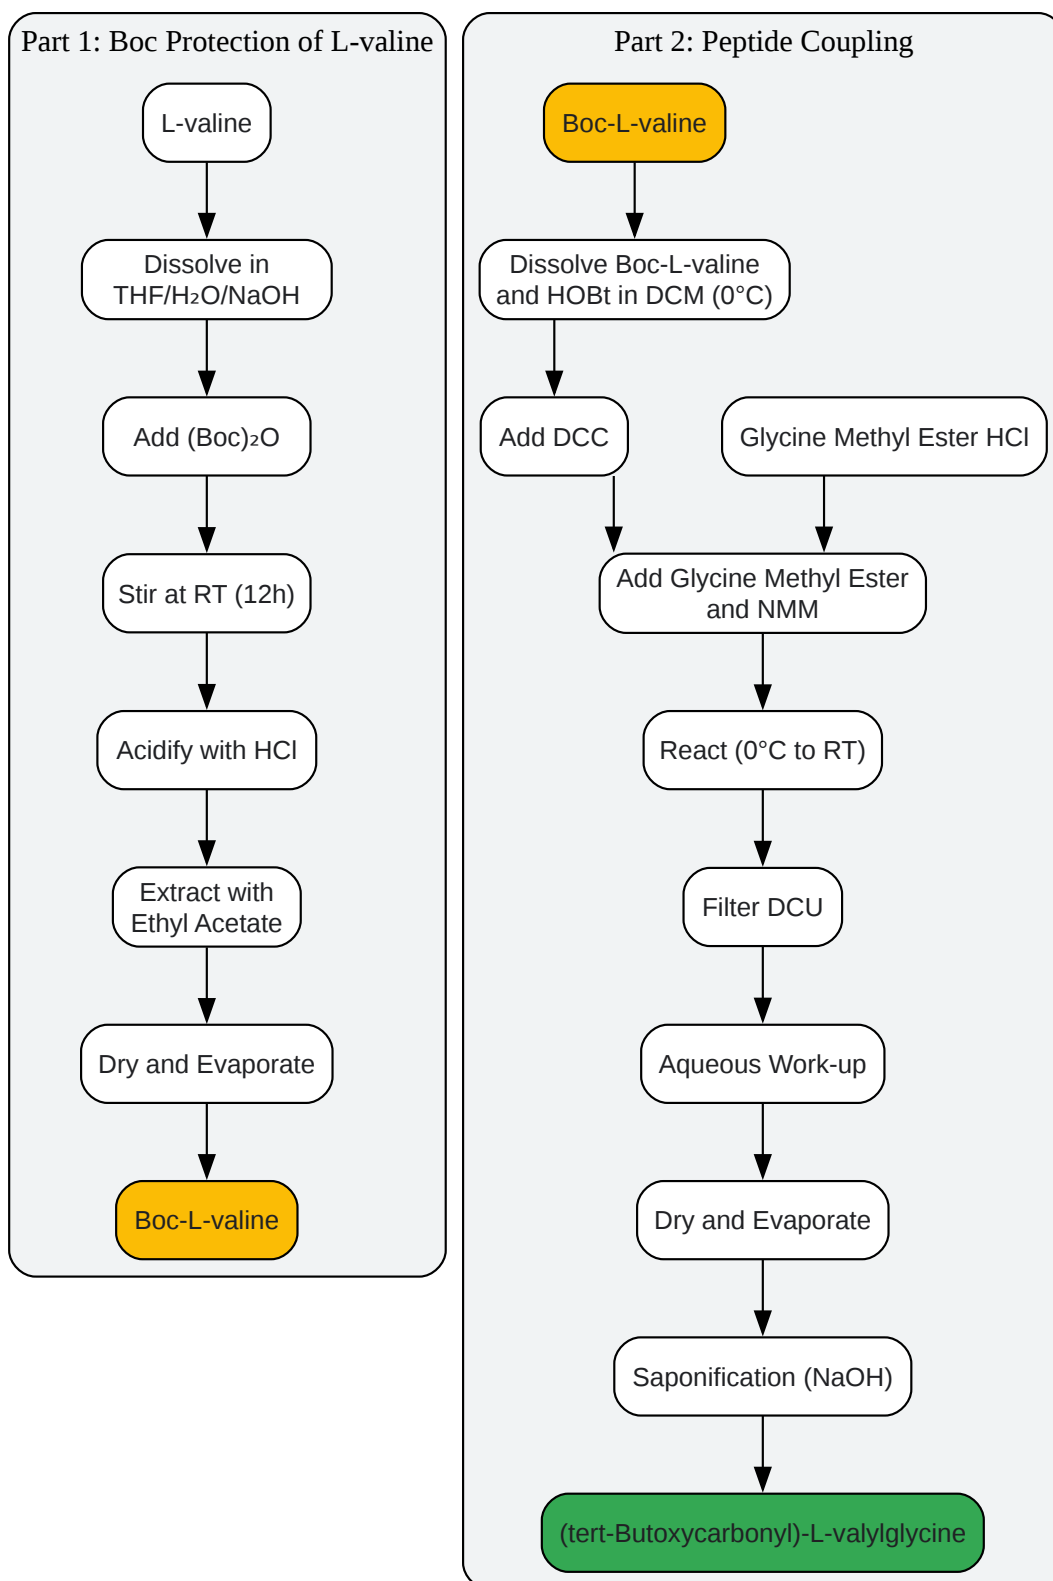 Part 1: Boc Protection of L-valine
L-valine
Dissolve in
THF/H₂O/NaOH
Add (Boc)₂O
Stir at RT (12h)
Acidify with HCl
Extract with
Ethyl Acetate
Dry and Evaporate
Boc-L-valine
Part 2: Peptide Coupling
Boc-L-valine
Dissolve Boc-L-valine
and HOBt in DCM (0°C)
Add DCC
Glycine Methyl Ester HCl
Add Glycine Methyl Ester
and NMM
React (0°C to RT)
Filter DCU
Aqueous Work-up
Dry and Evaporate
Saponification (NaOH)
(tert-Butoxycarbonyl)-L-valylglycine